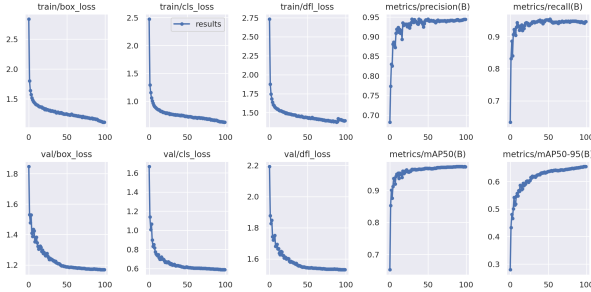 train/box_loss
train/cls_loss
train/dfl_loss
metrics/precision(B)
metrics/recall(B)
results
2.5
2.0
1.5
0 50 100
2.5
2.0
1.5
1.0
0 50 100
2.50
2.25
2.00
1.75
1.50
0 50 100
0.95
0.90
0.85
0.80
0.75
0.70
0 50 100
0.9
0.8
0.7
0 50 100
val/box_loss
val/cls_loss
val/dfl_loss
metrics/mAP50(B)
metrics/mAP50-95(B)
1.8
1.6
1.4
1.2
0 50 100
1.6
1.4
1.2
1.0
0.8
0.6
0 50 100
2.2
2.0
1.8
1.6
0 50 100
0.9
0.8
0.7
0 50 100
0.6
0.5
0.4
0.3
0 50 100